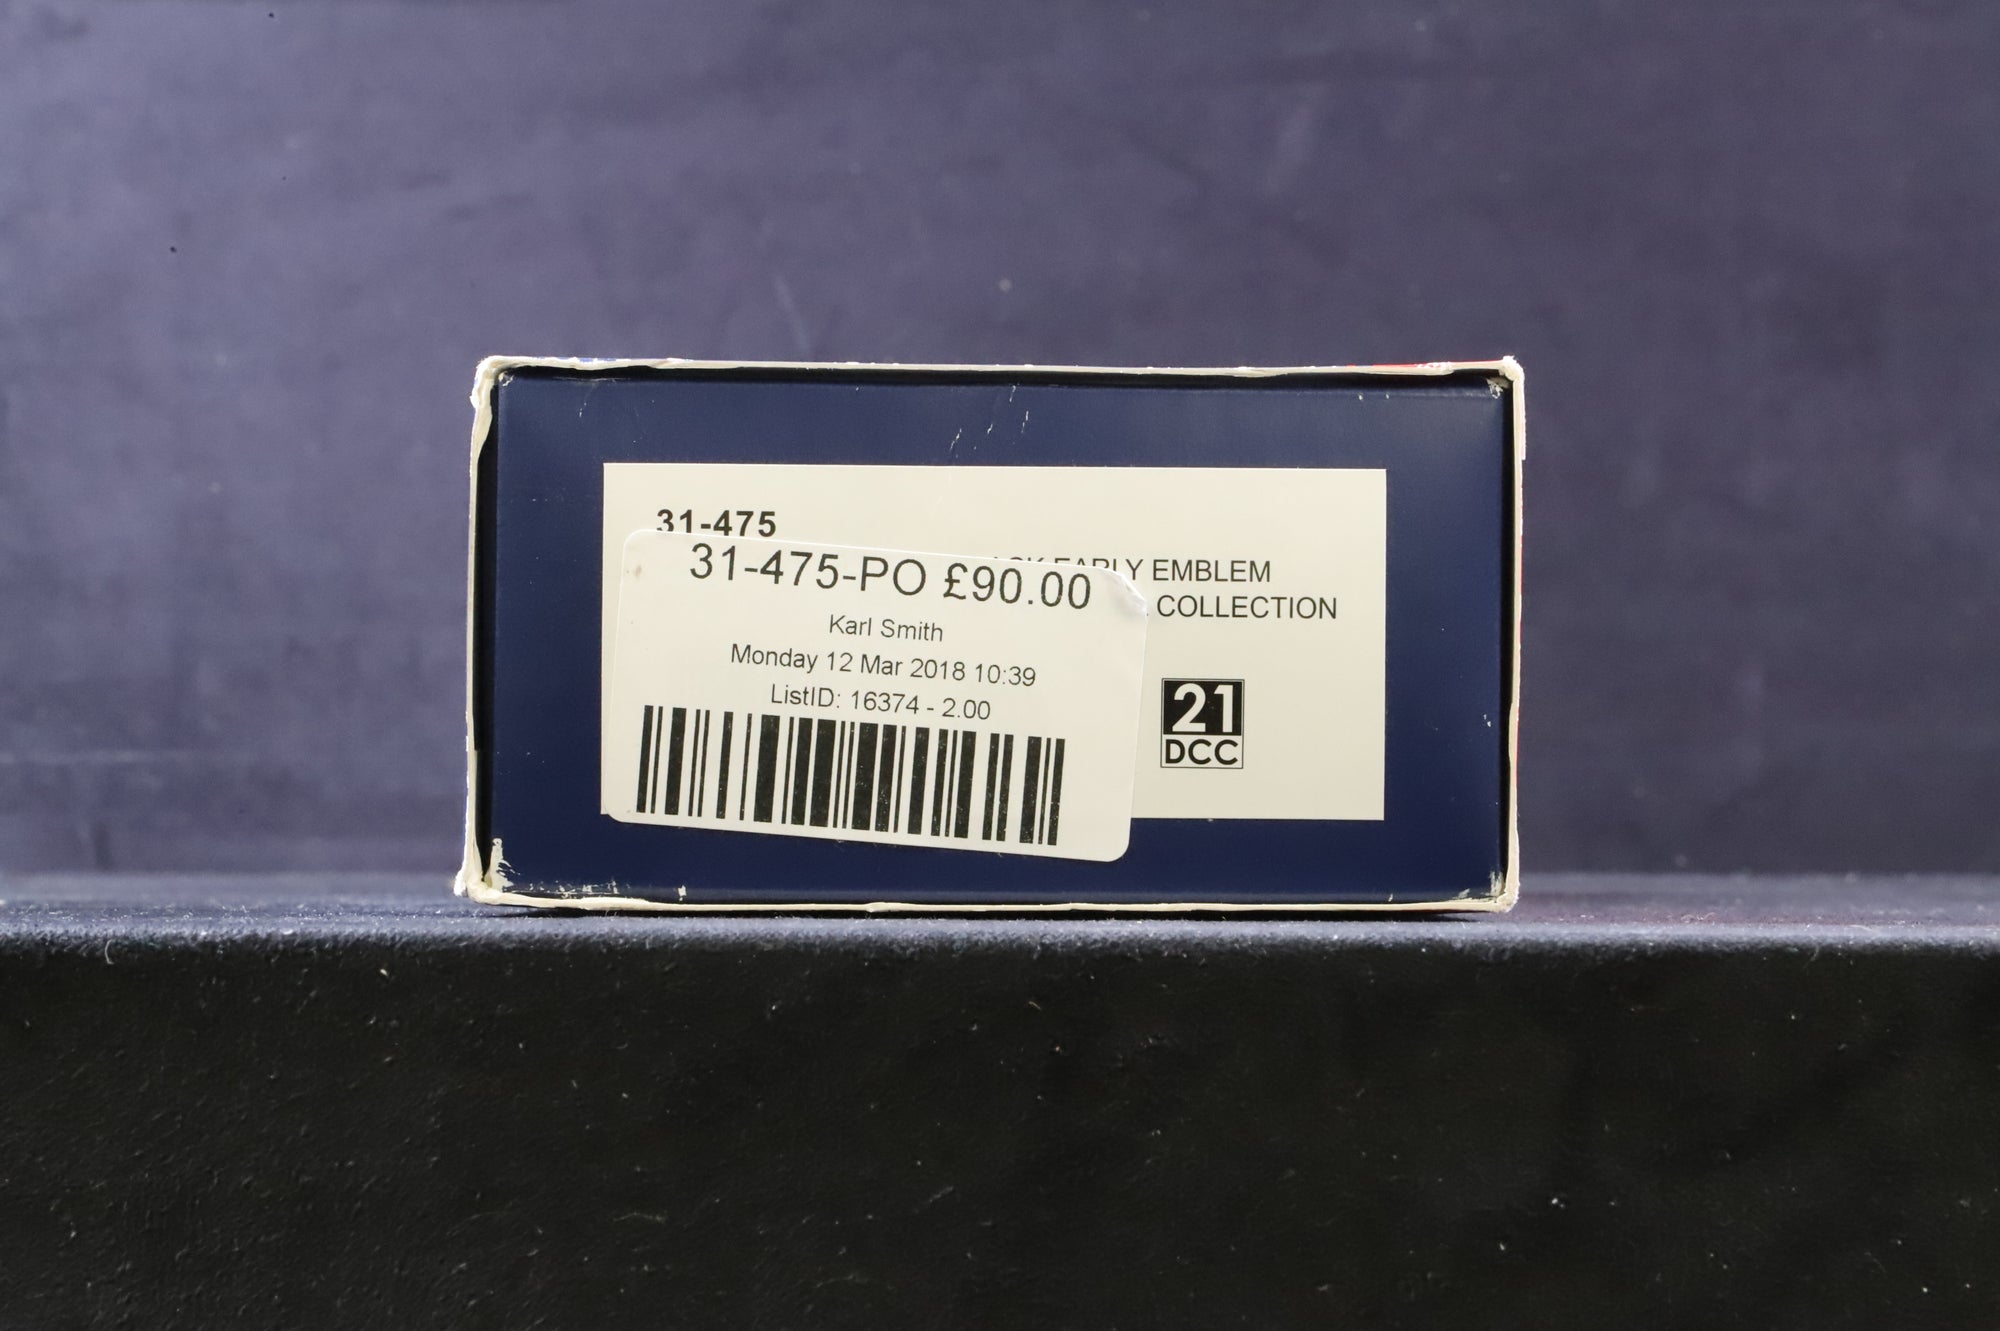 31-475
EARLY EMBLEM
COLLECTION
31-475-PO £90.00
Karl Smith
Monday 12 Mar 2018 10:39
ListID: 16374 - 2.00
21
DCC